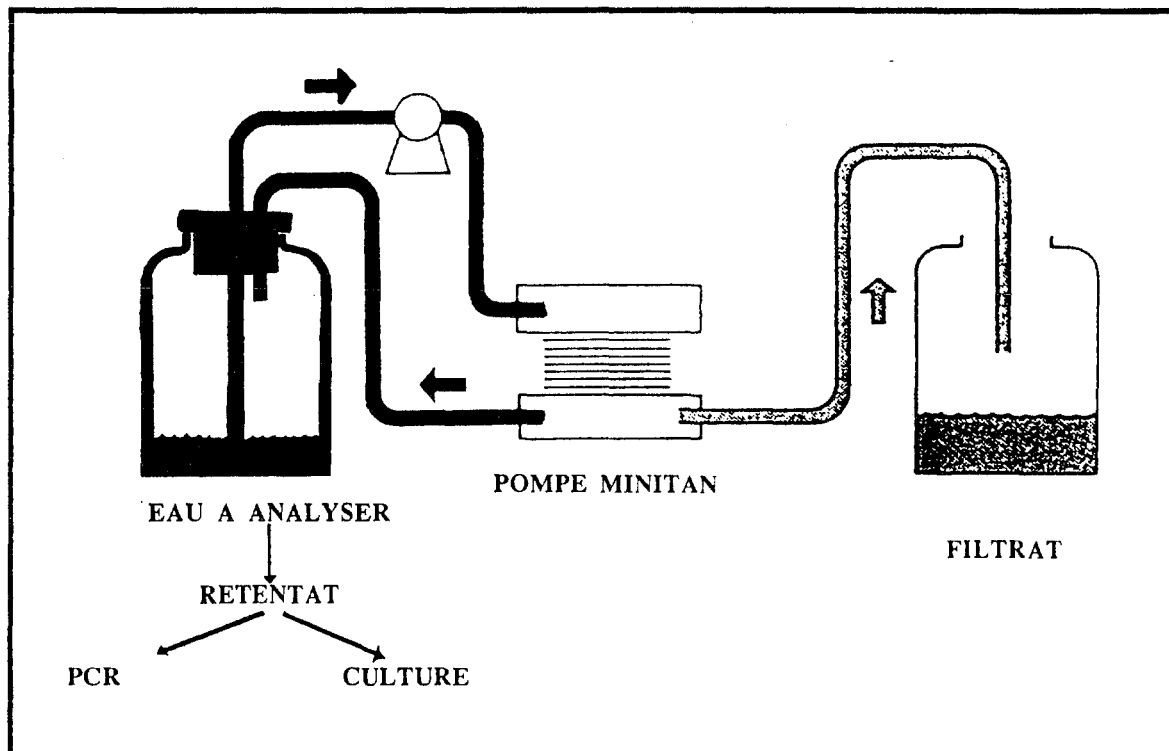 POMPE MINITAN
EAU A ANALYSER
FILTRAT
RETENTAT
PCR
CULTURE